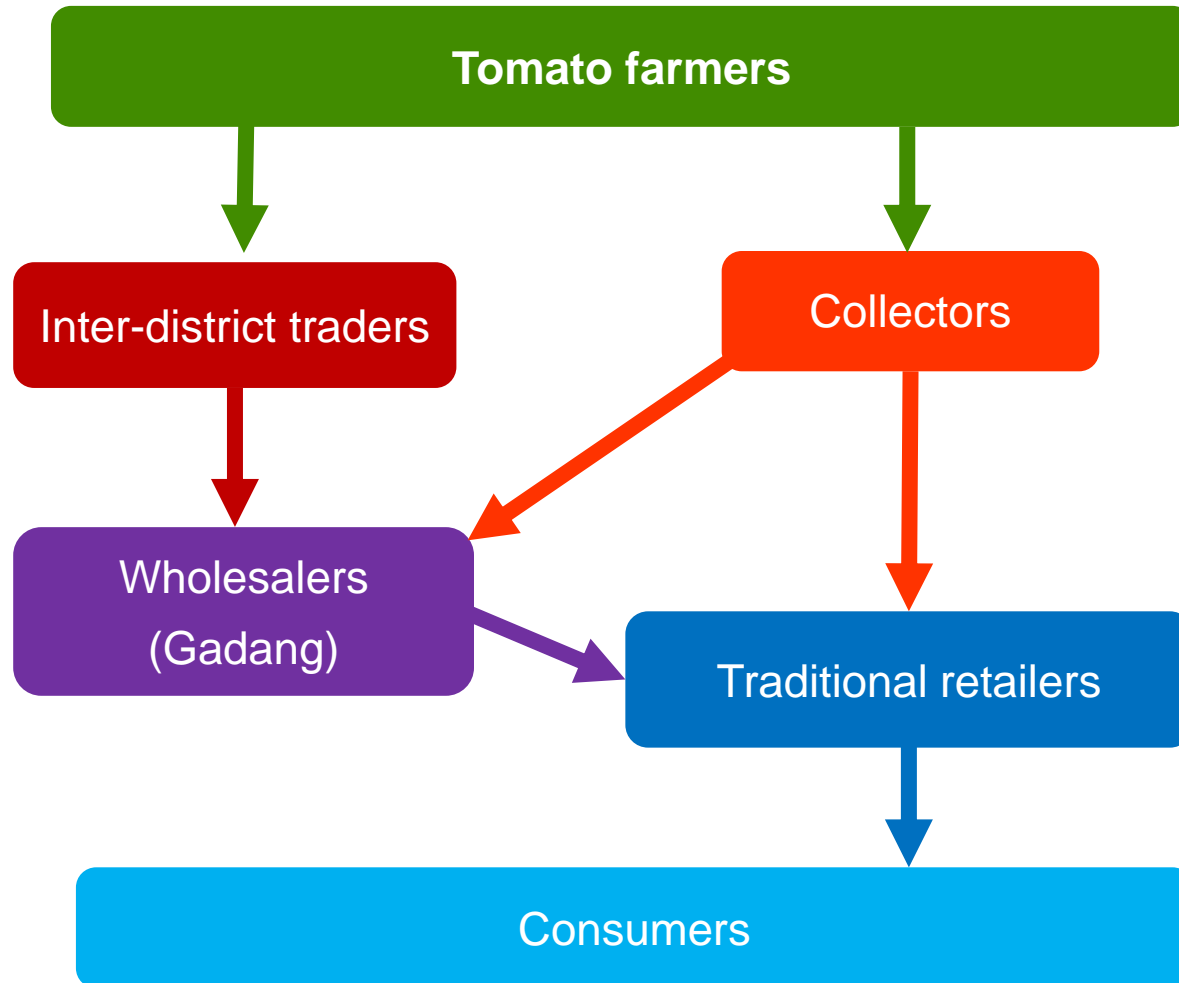 Tomato farmers
Inter-district traders
Collectors
Wholesalers
(Gadang)
Traditional retailers
Consumers